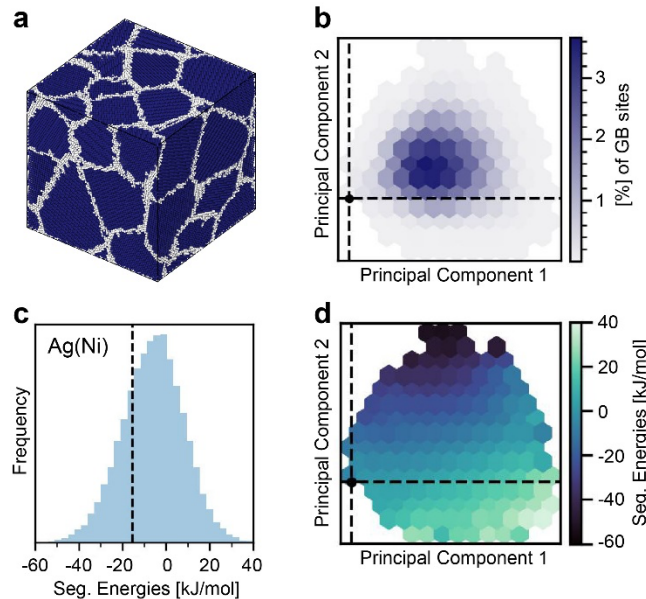 a
b
Principal Component 2
Principal Component 1
3
2
1
[%] of GB sites
c
Ag(Ni)
Frequency
-60 -40 -20 0 20 40
Seg. Energies [kJ/mol]
d
Principal Component 2
Principal Component 1
40
20
0
-20
-40
-60
Seg. Energies [kJ/mol]